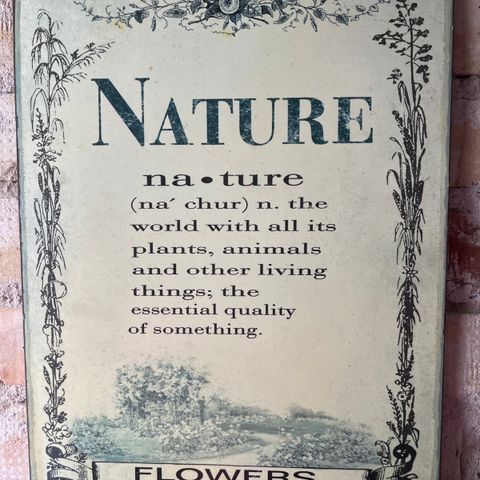 NATURE
na•ture
(na´ chur) n. the
world with all its
plants, animals
and other living
things; the
essential quality
of something.
FLOWERS